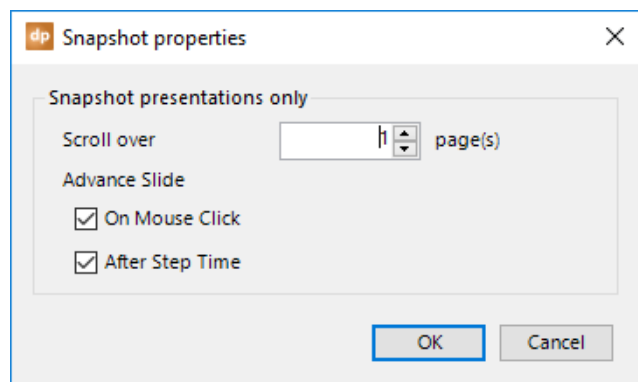 dp Snapshot properties
Snapshot presentations only
Scroll over 1 page(s)
Advance Slide
On Mouse Click
After Step Time
OK Cancel